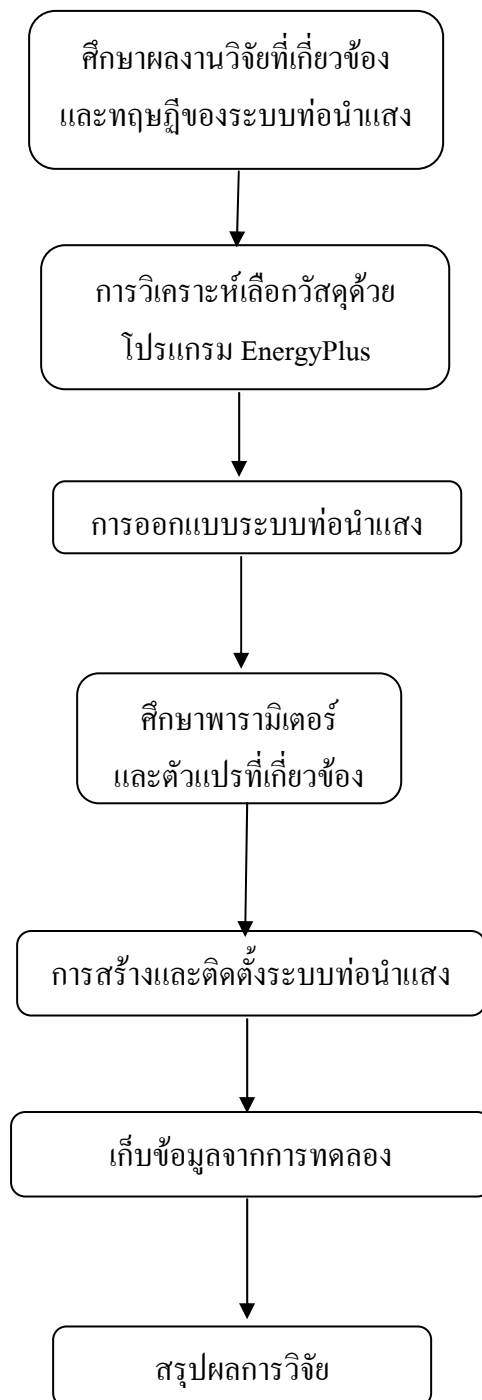 ศึกษาผลงานวิจัยที่เกี่ยวข้อง
และทฤษฎีของระบบท่อนำแสง
การวิเคราะห์เลือกวัสดุด้วย
โปรแกรม EnergyPlus
การออกแบบระบบท่อนำแสง
ศึกษาพารามิเตอร์
และตัวแปรที่เกี่ยวข้อง
การสร้างและติดตั้งระบบท่อนำแสง
เก็บข้อมูลจากการทดลอง
สรุปผลการวิจัย